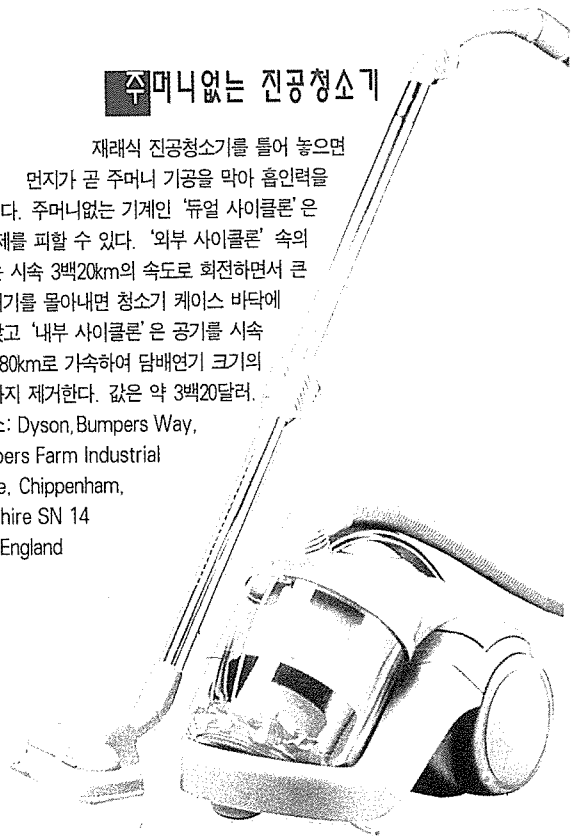 주머니없는 진공청소기
재래식 진공청소기를 틀어 놓으면
먼지가 곧 주머니 기공을 막아 흡인력을
다. 주머니없는 기계인 ‘듀얼 사이클론’은
제를 피할 수 있다. ‘외부 사이클론’ 속의
시속 3백20km의 속도로 회전하면서 큰
기를 몰아내면 청소기 케이스 바닥에
고 ‘내부 사이클론’은 공기를 시속
80km로 가속하여 담배연기 크기의
지 제거한다. 값은 약 3백20달러.
: Dyson,Bumpers Way,
pers Farm Industrial
e, Chippenham,
hire SN 14
England